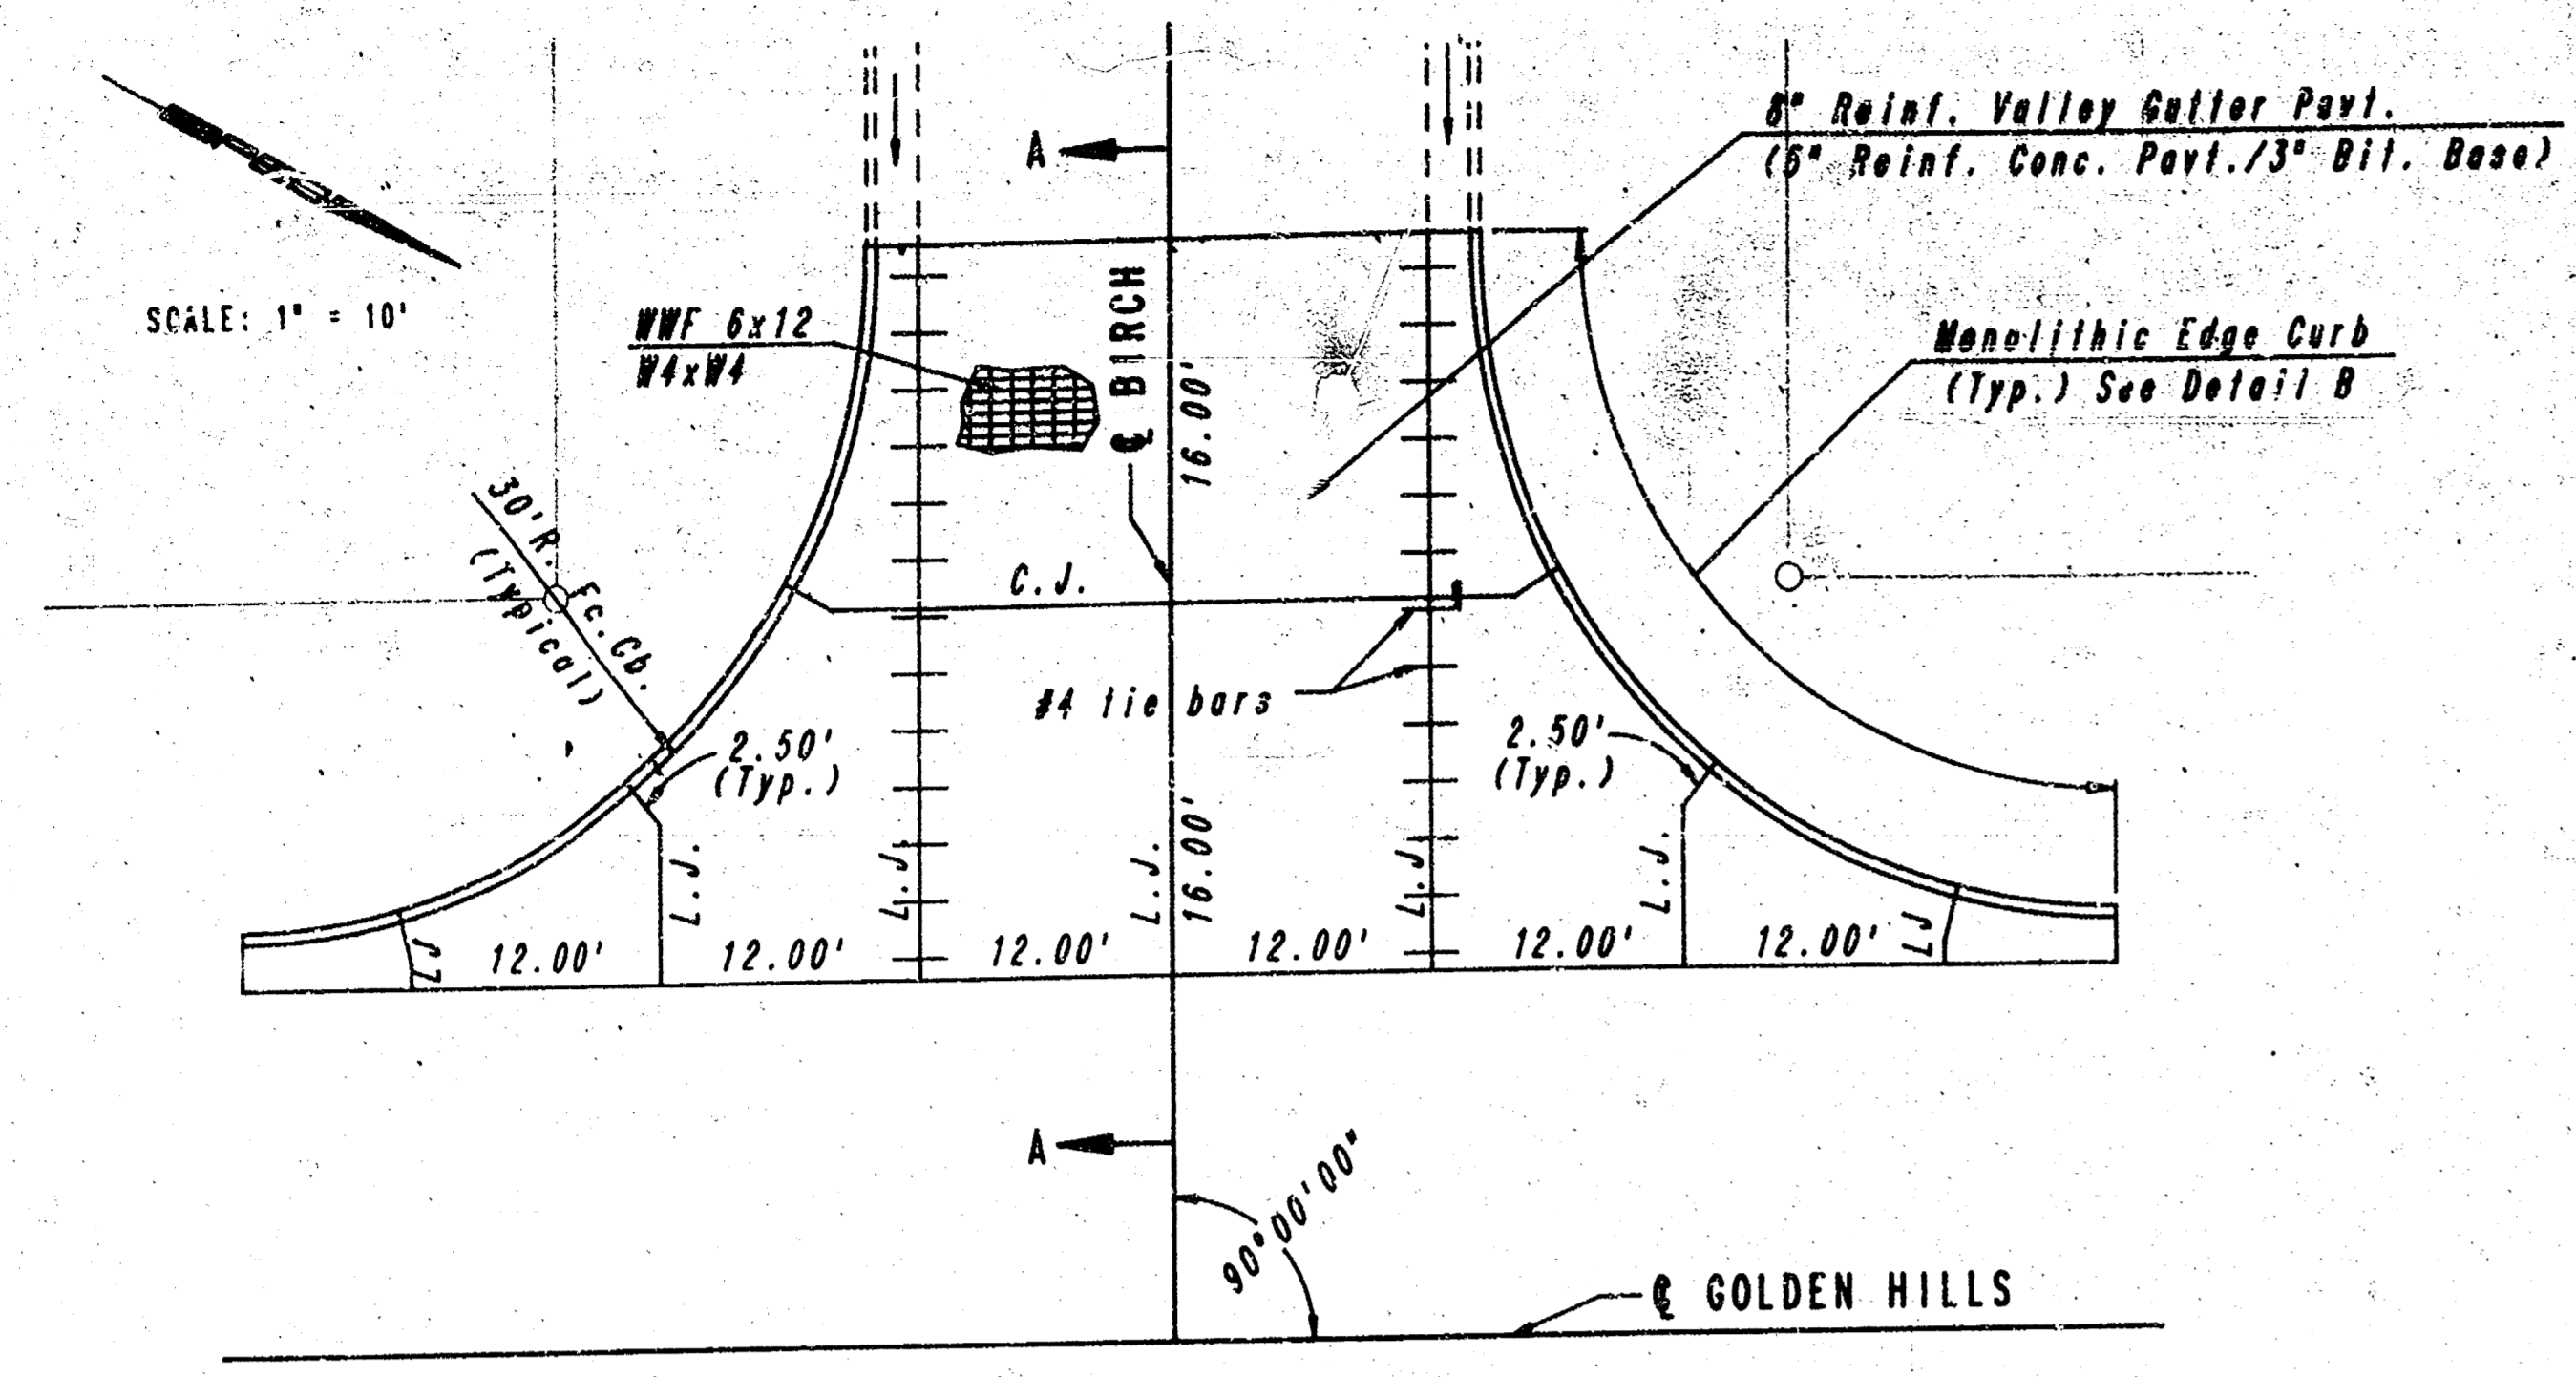 8" Reinf. Valley Gutter Pavt.
(6" Reinf. Conc. Pavt./3" Bit. Base)
A
SCALE: 1" = 10'
WWF 6x12
W4xW4
℄ BIRCH
16.00'
Monolithic Edge Curb
(Typ.) See Detail B
30'R. Fc.Cb.
(Typical)
C.J.
#4 tie bars
2.50'
(Typ.)
2.50'
(Typ.)
L.J.
L.J.
L.J.
16.00'
L.J.
L.J.
LJ
12.00'
12.00'
12.00'
12.00'
12.00'
12.00'
LJ
A
90°00'00"
℄ GOLDEN HILLS